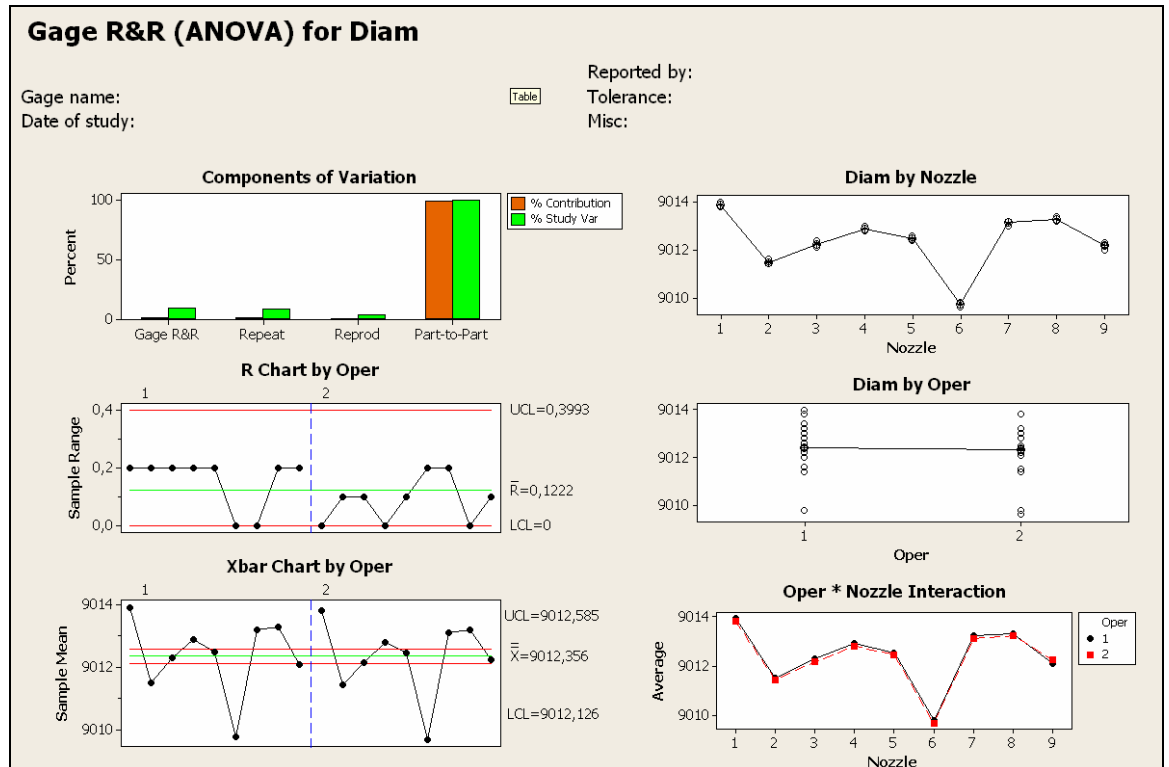 Gage R&R (ANOVA) for Diam
Gage name:
Date of study:
Table
Reported by:
Tolerance:
Misc:
Components of Variation
100
50
0
Percent
Gage R&R Repeat Reprod Part-to-Part
% Contribution
% Study Var
R Chart by Oper
1 2
0,4
0,2
0,0
Sample Range
UCL=0,3993
R=0,1222
LCL=0
Xbar Chart by Oper
1 2
9014
9012
9010
Sample Mean
UCL=9012,585
X=9012,356
LCL=9012,126
Diam by Nozzle
9014
9012
9010
1 2 3 4 5 6 7 8 9
Nozzle
Diam by Oper
9014
9012
9010
1 2
Oper
Oper * Nozzle Interaction
9014
9012
9010
Average
1 2 3 4 5 6 7 8 9
Nozzle
Oper
1
2